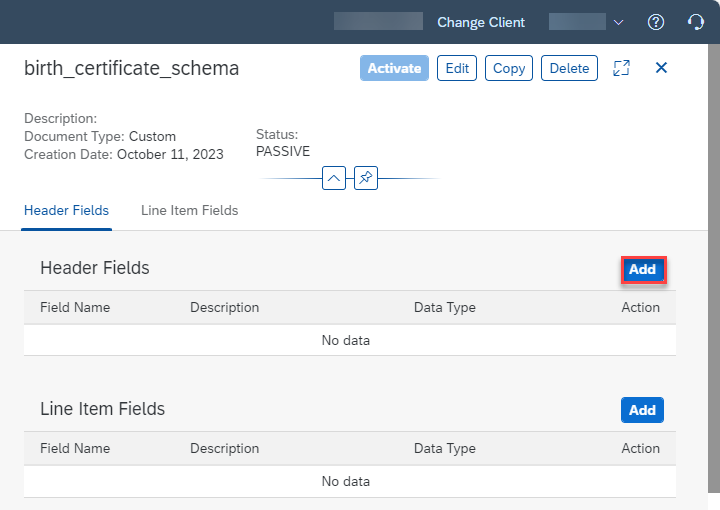 Change Client
birth_certificate_schema
Activate Edit Copy Delete
Description:
Document Type: Custom
Creation Date: October 11, 2023
Status:
PASSIVE
Header Fields Line Item Fields
Header Fields Add
Field Name Description Data Type Action
No data
Line Item Fields Add
Field Name Description Data Type Action
No data